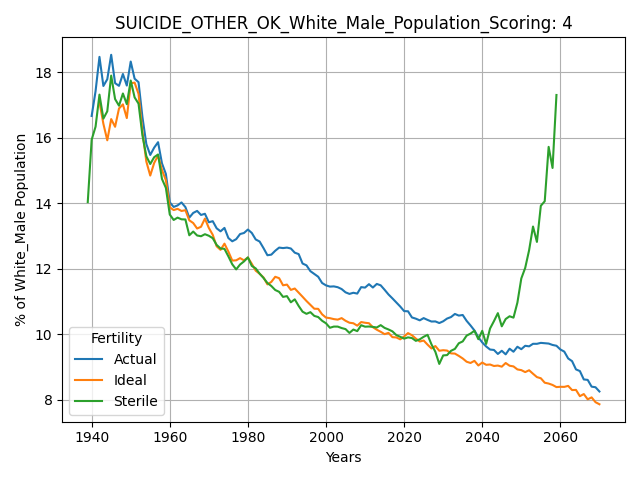 SUICIDE_OTHER_OK_White_Male_Population_Scoring: 4
% of White_Male Population
18
16
14
12
10
8
Fertility
Actual
Ideal
Sterile
1940 1960 1980 2000 2020 2040 2060
Years